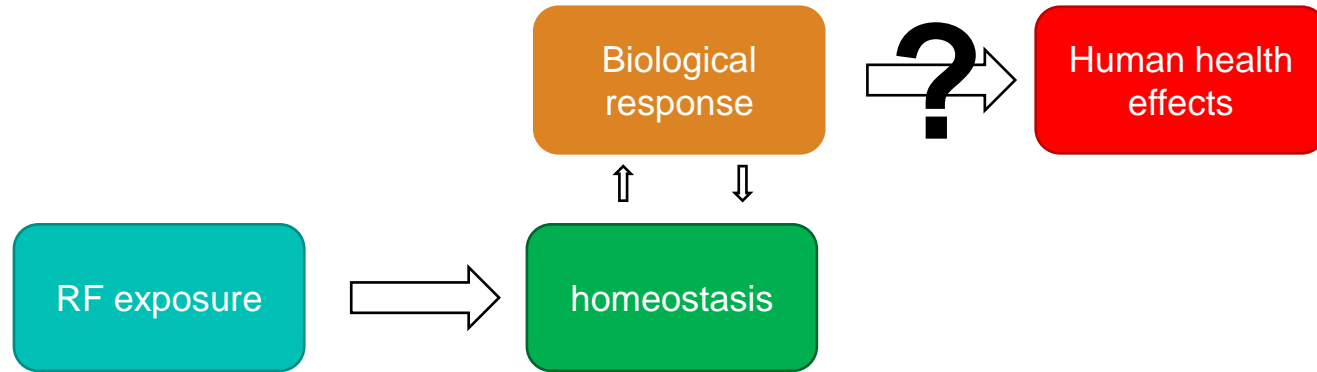 Biological
response
?
Human health
effects
RF exposure
homeostasis